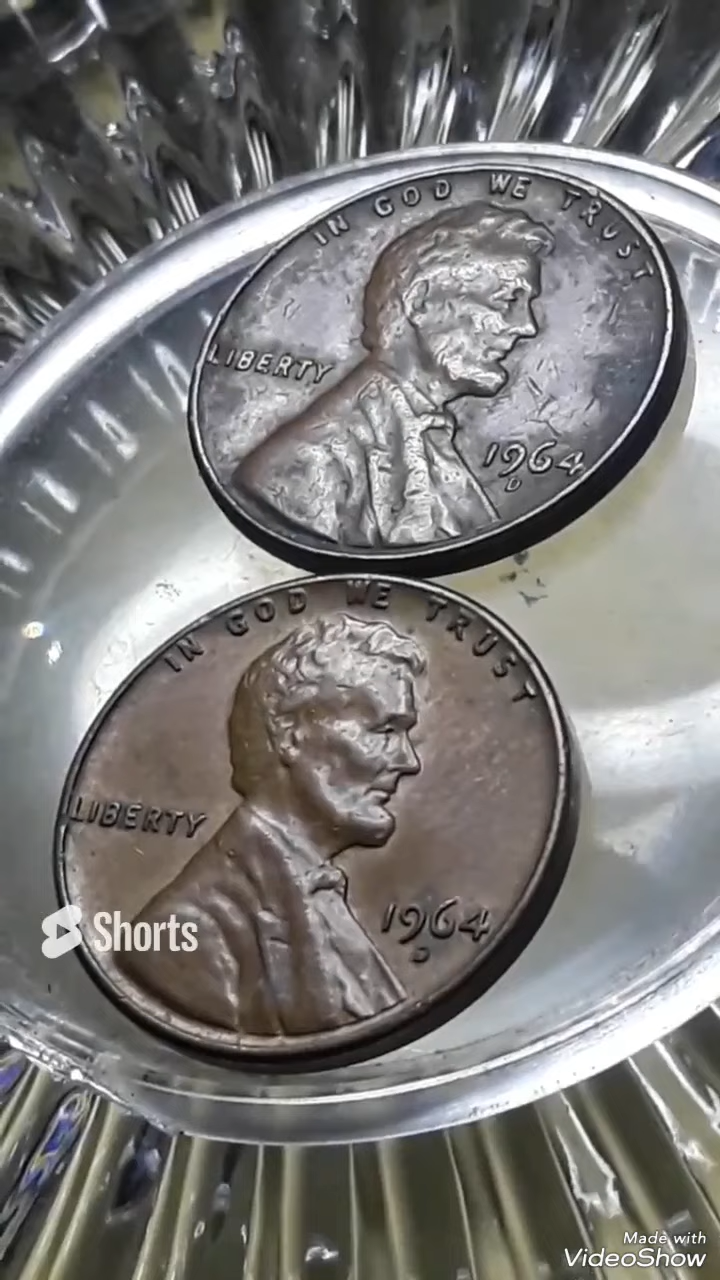 IN GOD WE TRUST
LIBERTY
1964
D
IN GOD WE TRUST
LIBERTY
1964
D
Shorts
Made with
VideoShow